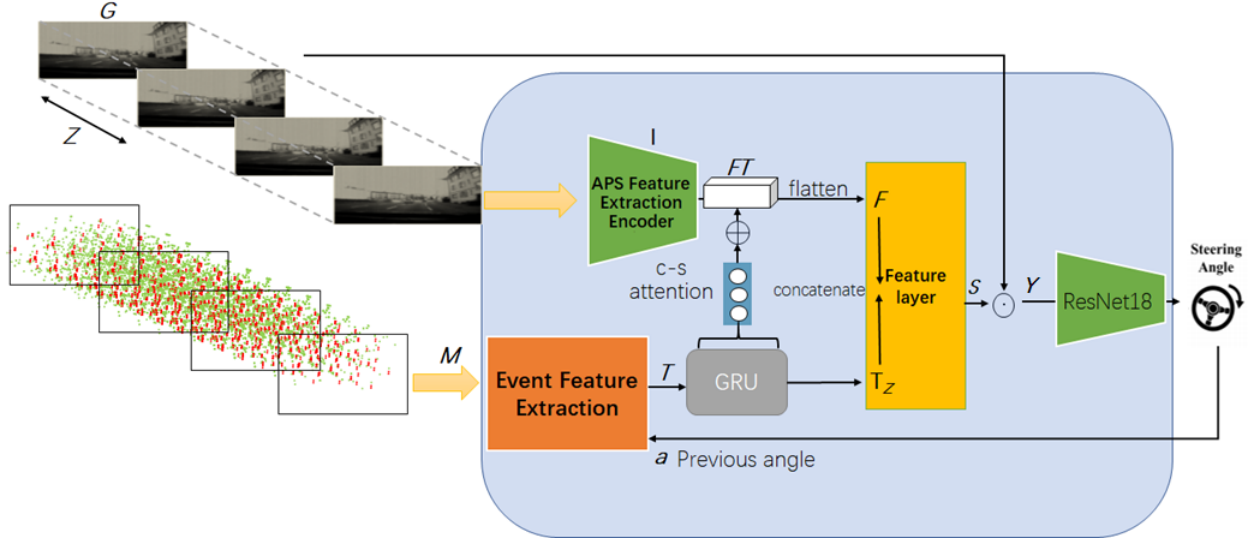 G
Z
I
APS Feature
Extraction
Encoder
FT
flatten
F
c-s
attention
concatenate
Feature
layer
S
Y
ResNet18
Steering
Angle
M
Event Feature
Extraction
T
GRU
Tz
a Previous angle